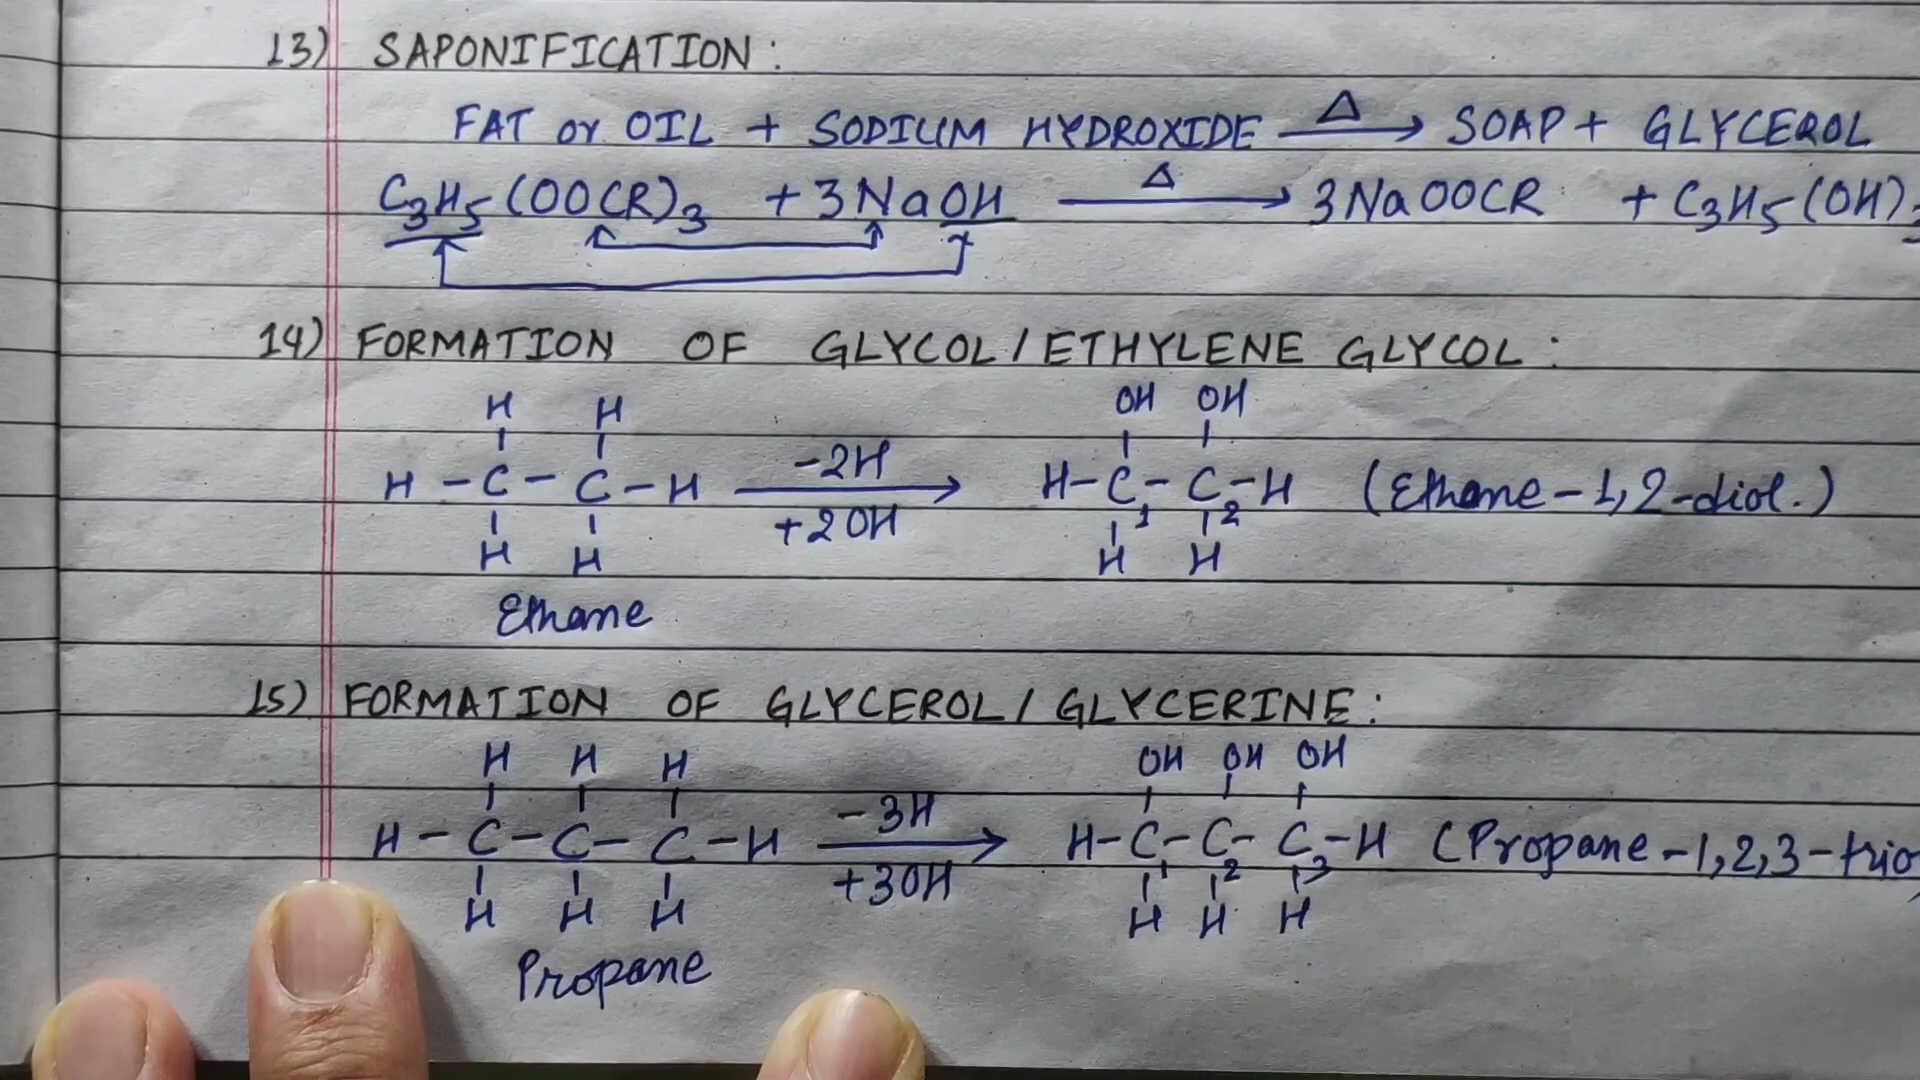 13) SAPONIFICATION:
FAT or OIL + SODIUM HYDROXIDE —Δ→ SOAP + GLYCEROL
C₃H₅(OOCR)₃ + 3NaOH —Δ→ 3NaOOCR + C₃H₅(OH)
14) FORMATION OF GLYCOL/ETHYLENE GLYCOL:
H H OH OH
H-C-C-H -2H → H-C-C-H (Ethane-1,2-diol.)
+2OH 1 2
H H H H
Ethane
15) FORMATION OF GLYCEROL/GLYCERINE:
H H H OH OH OH
H-C-C-C-H -3H → H-C-C-C-H (Propane-1,2,3-trio
+3OH 1 2 3
H H H H H H
Propane